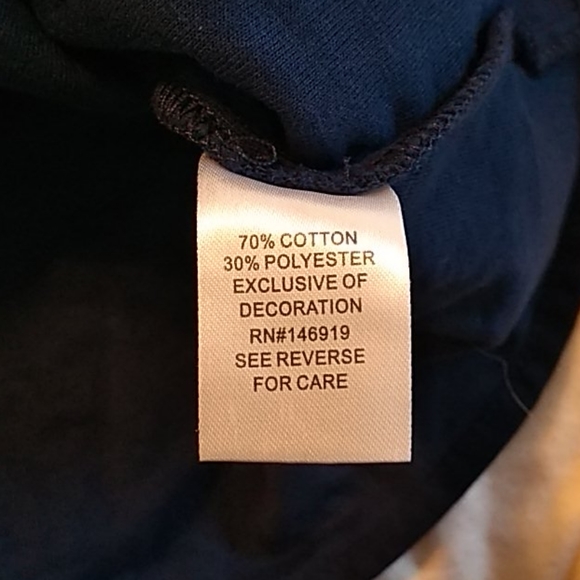 70% COTTON
30% POLYESTER
EXCLUSIVE OF
DECORATION
RN#146919
SEE REVERSE
FOR CARE